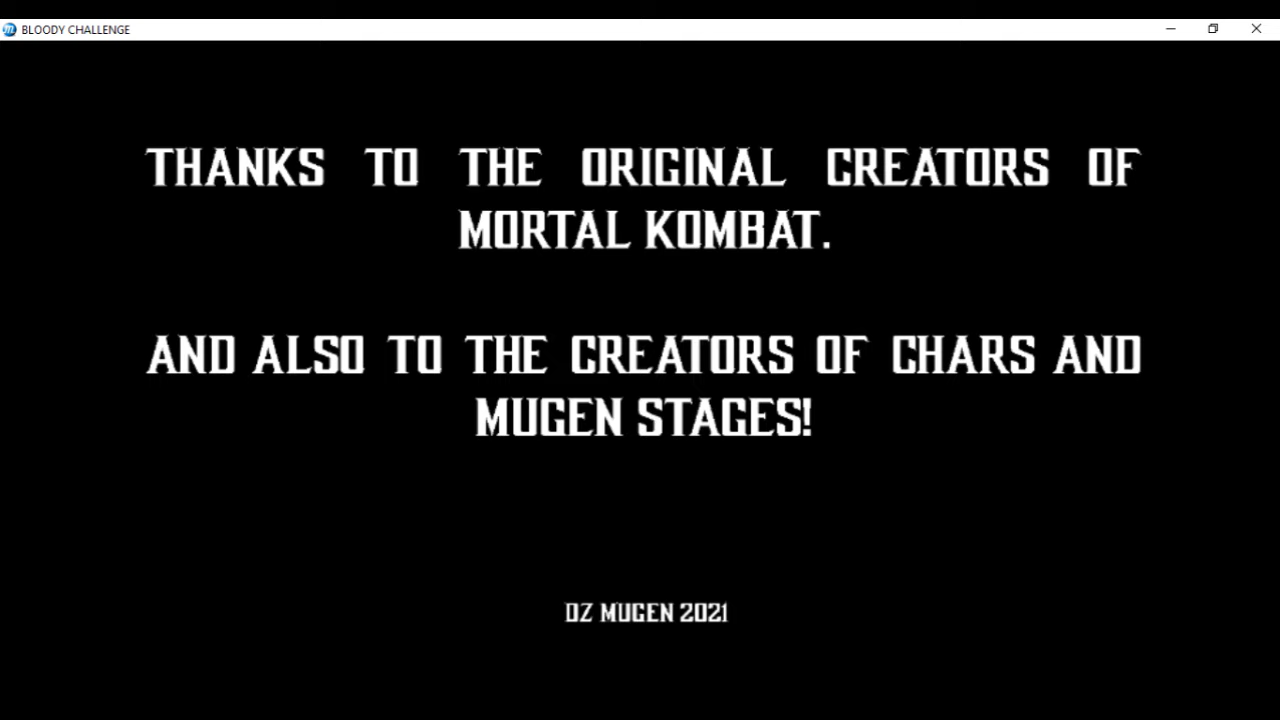 BLOODY CHALLENGE
THANKS TO THE ORIGINAL CREATORS OF
MORTAL KOMBAT.
AND ALSO TO THE CREATORS OF CHARS AND
MUGEN STAGES!
DZ MUGEN 2021